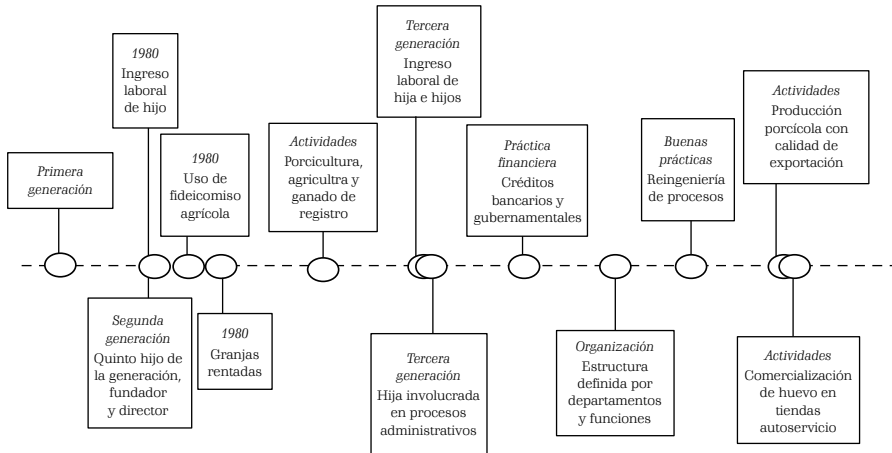 Primera
generación
1980
Ingreso
laboral
de hijo
Segunda
generación
Quinto hijo de
la generación,
fundador
y director
1980
Uso de
fideicomiso
agrícola
1980
Granjas
rentadas
Actividades
Porcicultura,
agricultra y
ganado de
registro
Tercera
generación
Ingreso
laboral de
hija e hijos
Tercera
generación
Hija involucrada
en procesos
administrativos
Práctica
financiera
Créditos
bancarios y
gubernamentales
Organización
Estructura
definida por
departamentos
y funciones
Buenas
prácticas
Reingeniería
de procesos
Actividades
Producción
porcícola con
calidad de
exportación
Actividades
Comercialización
de huevo en
tiendas
autoservicio